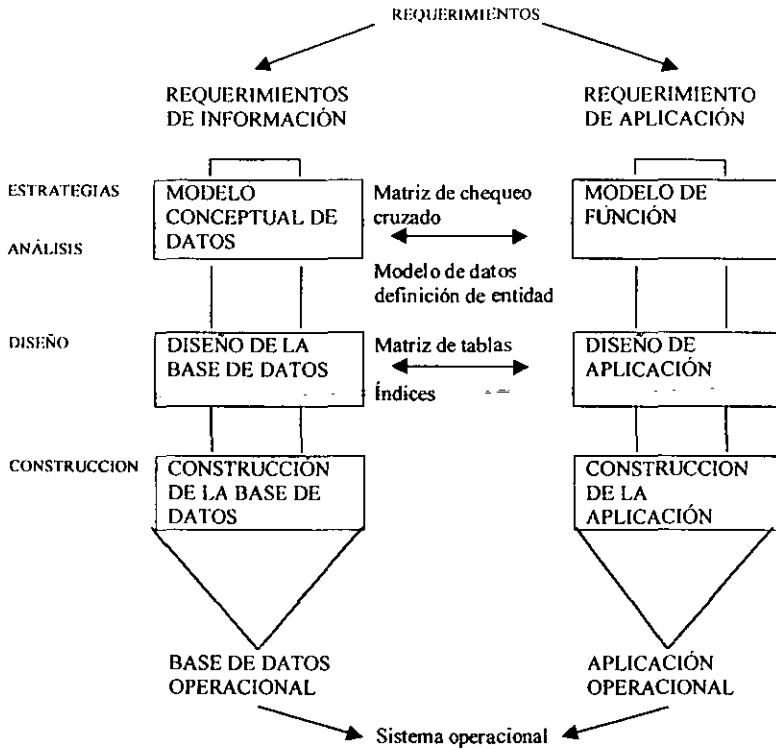 REQUERIMIENTOS
REQUERIMIENTOS
DE INFORMACIÓN
REQUERIMIENTO
DE APLICACIÓN
ESTRATEGIAS
MODELO
CONCEPTUAL DE
DATOS
Matriz de chequeo
cruzado
MODELO DE
FUNCIÓN
ANÁLISIS
Modelo de datos
definición de entidad
DISEÑO
DISEÑO DE LA
BASE DE DATOS
Matriz de tablas
Índices
DISEÑO DE
APLICACIÓN
CONSTRUCCION
CONSTRUCCIÓN
DE LA BASE DE
DATOS
CONSTRUCCION
DE LA
APLICACIÓN
BASE DE DATOS
OPERACIONAL
APLICACIÓN
OPERACIONAL
Sistema operacional